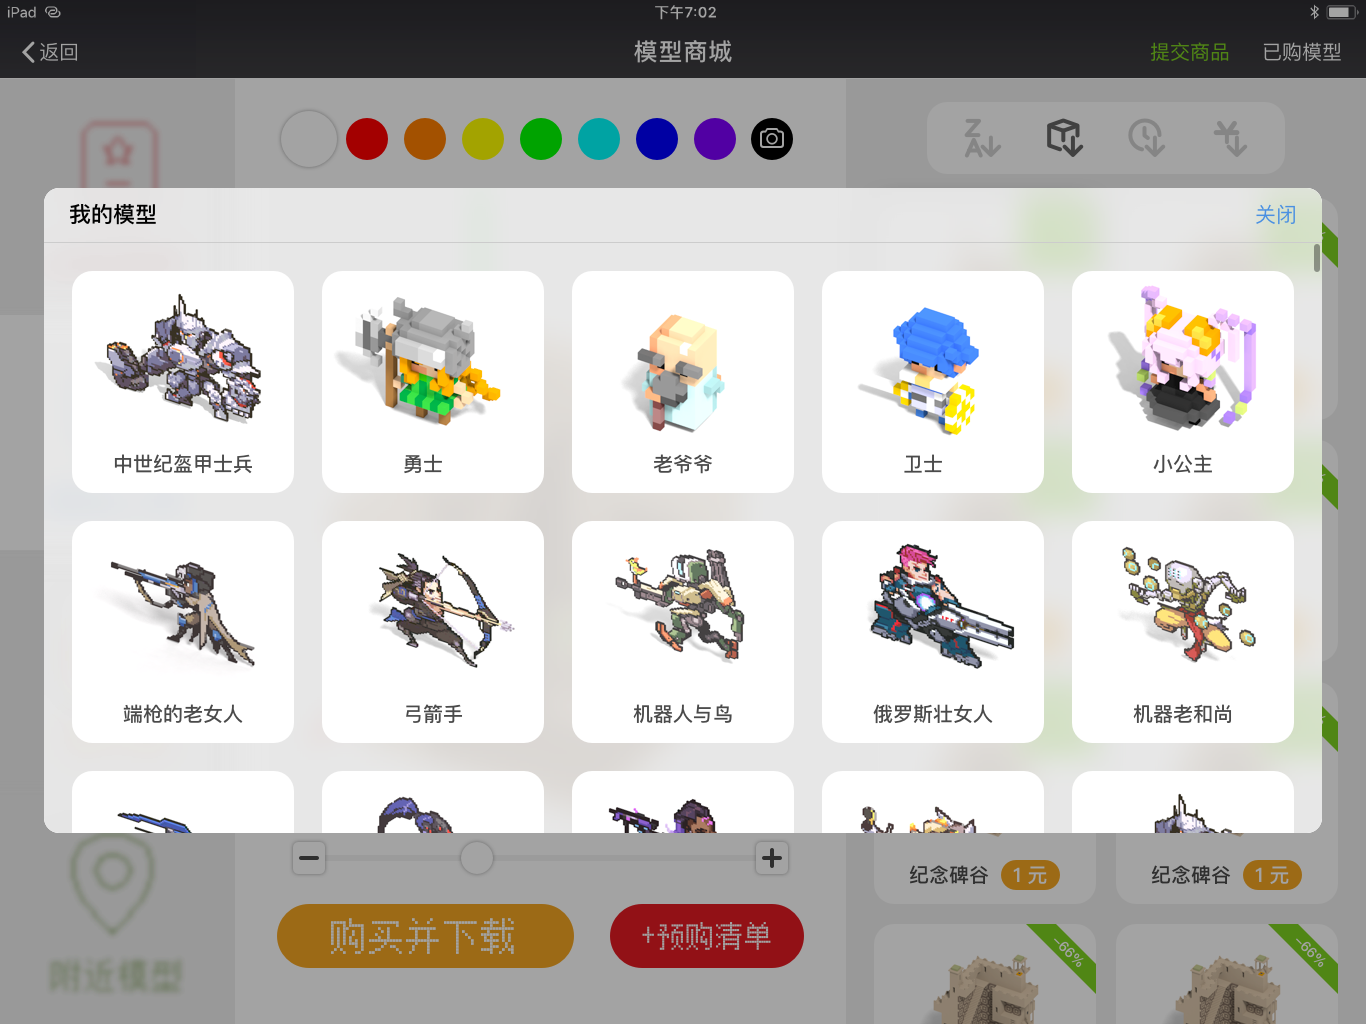 iPad 下午7:02
返回 模型商城 提交商品 已购模型
Z
A
我的模型 关闭
中世纪盔甲士兵 勇士 老爷爷 卫士 小公主
端枪的老女人 弓箭手 机器人与鸟 俄罗斯壮女人 机器老和尚
纪念碑谷 1 元 纪念碑谷 1 元
购买并下载 +预购清单
-66% -66%
附近模型